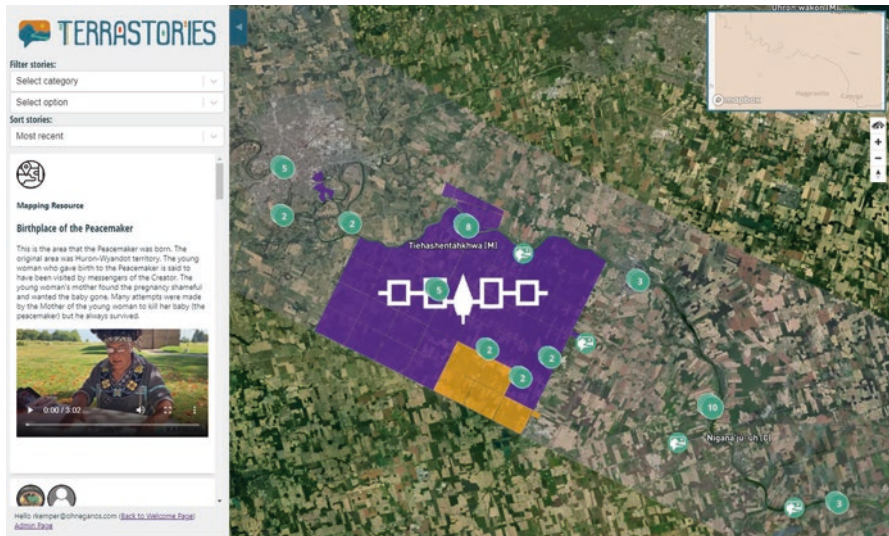 TERRASTORIES
Filter stories:
Select category
Select option
Sort stories:
Most recent
Mapping Resource
Birthplace of the Peacemaker
This is the area that the Peacemaker was born. The
original area was Huron-Wyandot territory. The young
woman who gave birth to the Peacemaker is said to
have been visited by messengers of the Creator. The
young woman's mother found the pregnancy shameful
and wanted the baby gone. Many attempts were made
by the Mother of the young woman to kill her baby (the
peacemaker) but he always survived.
0:00 / 3:02
Hello rkemper@ohneganos.com (Back to Welcome Page)
Admin Page
mapbox
Hagersville
Cayuga
5
2
2
8
Tiehashentahkhwa [M]
5
3
2
2
2
10
3